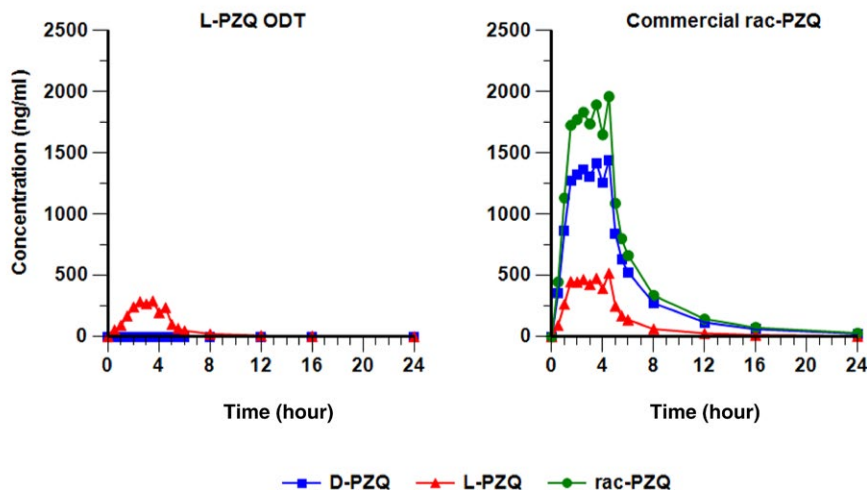 L-PZQ ODT
Commercial rac-PZQ
Concentration (ng/ml)
2500
2000
1500
1000
500
0
0 4 8 12 16 20 24
Time (hour)
2500
2000
1500
1000
500
0
0 4 8 12 16 20 24
Time (hour)
D-PZQ L-PZQ rac-PZQ